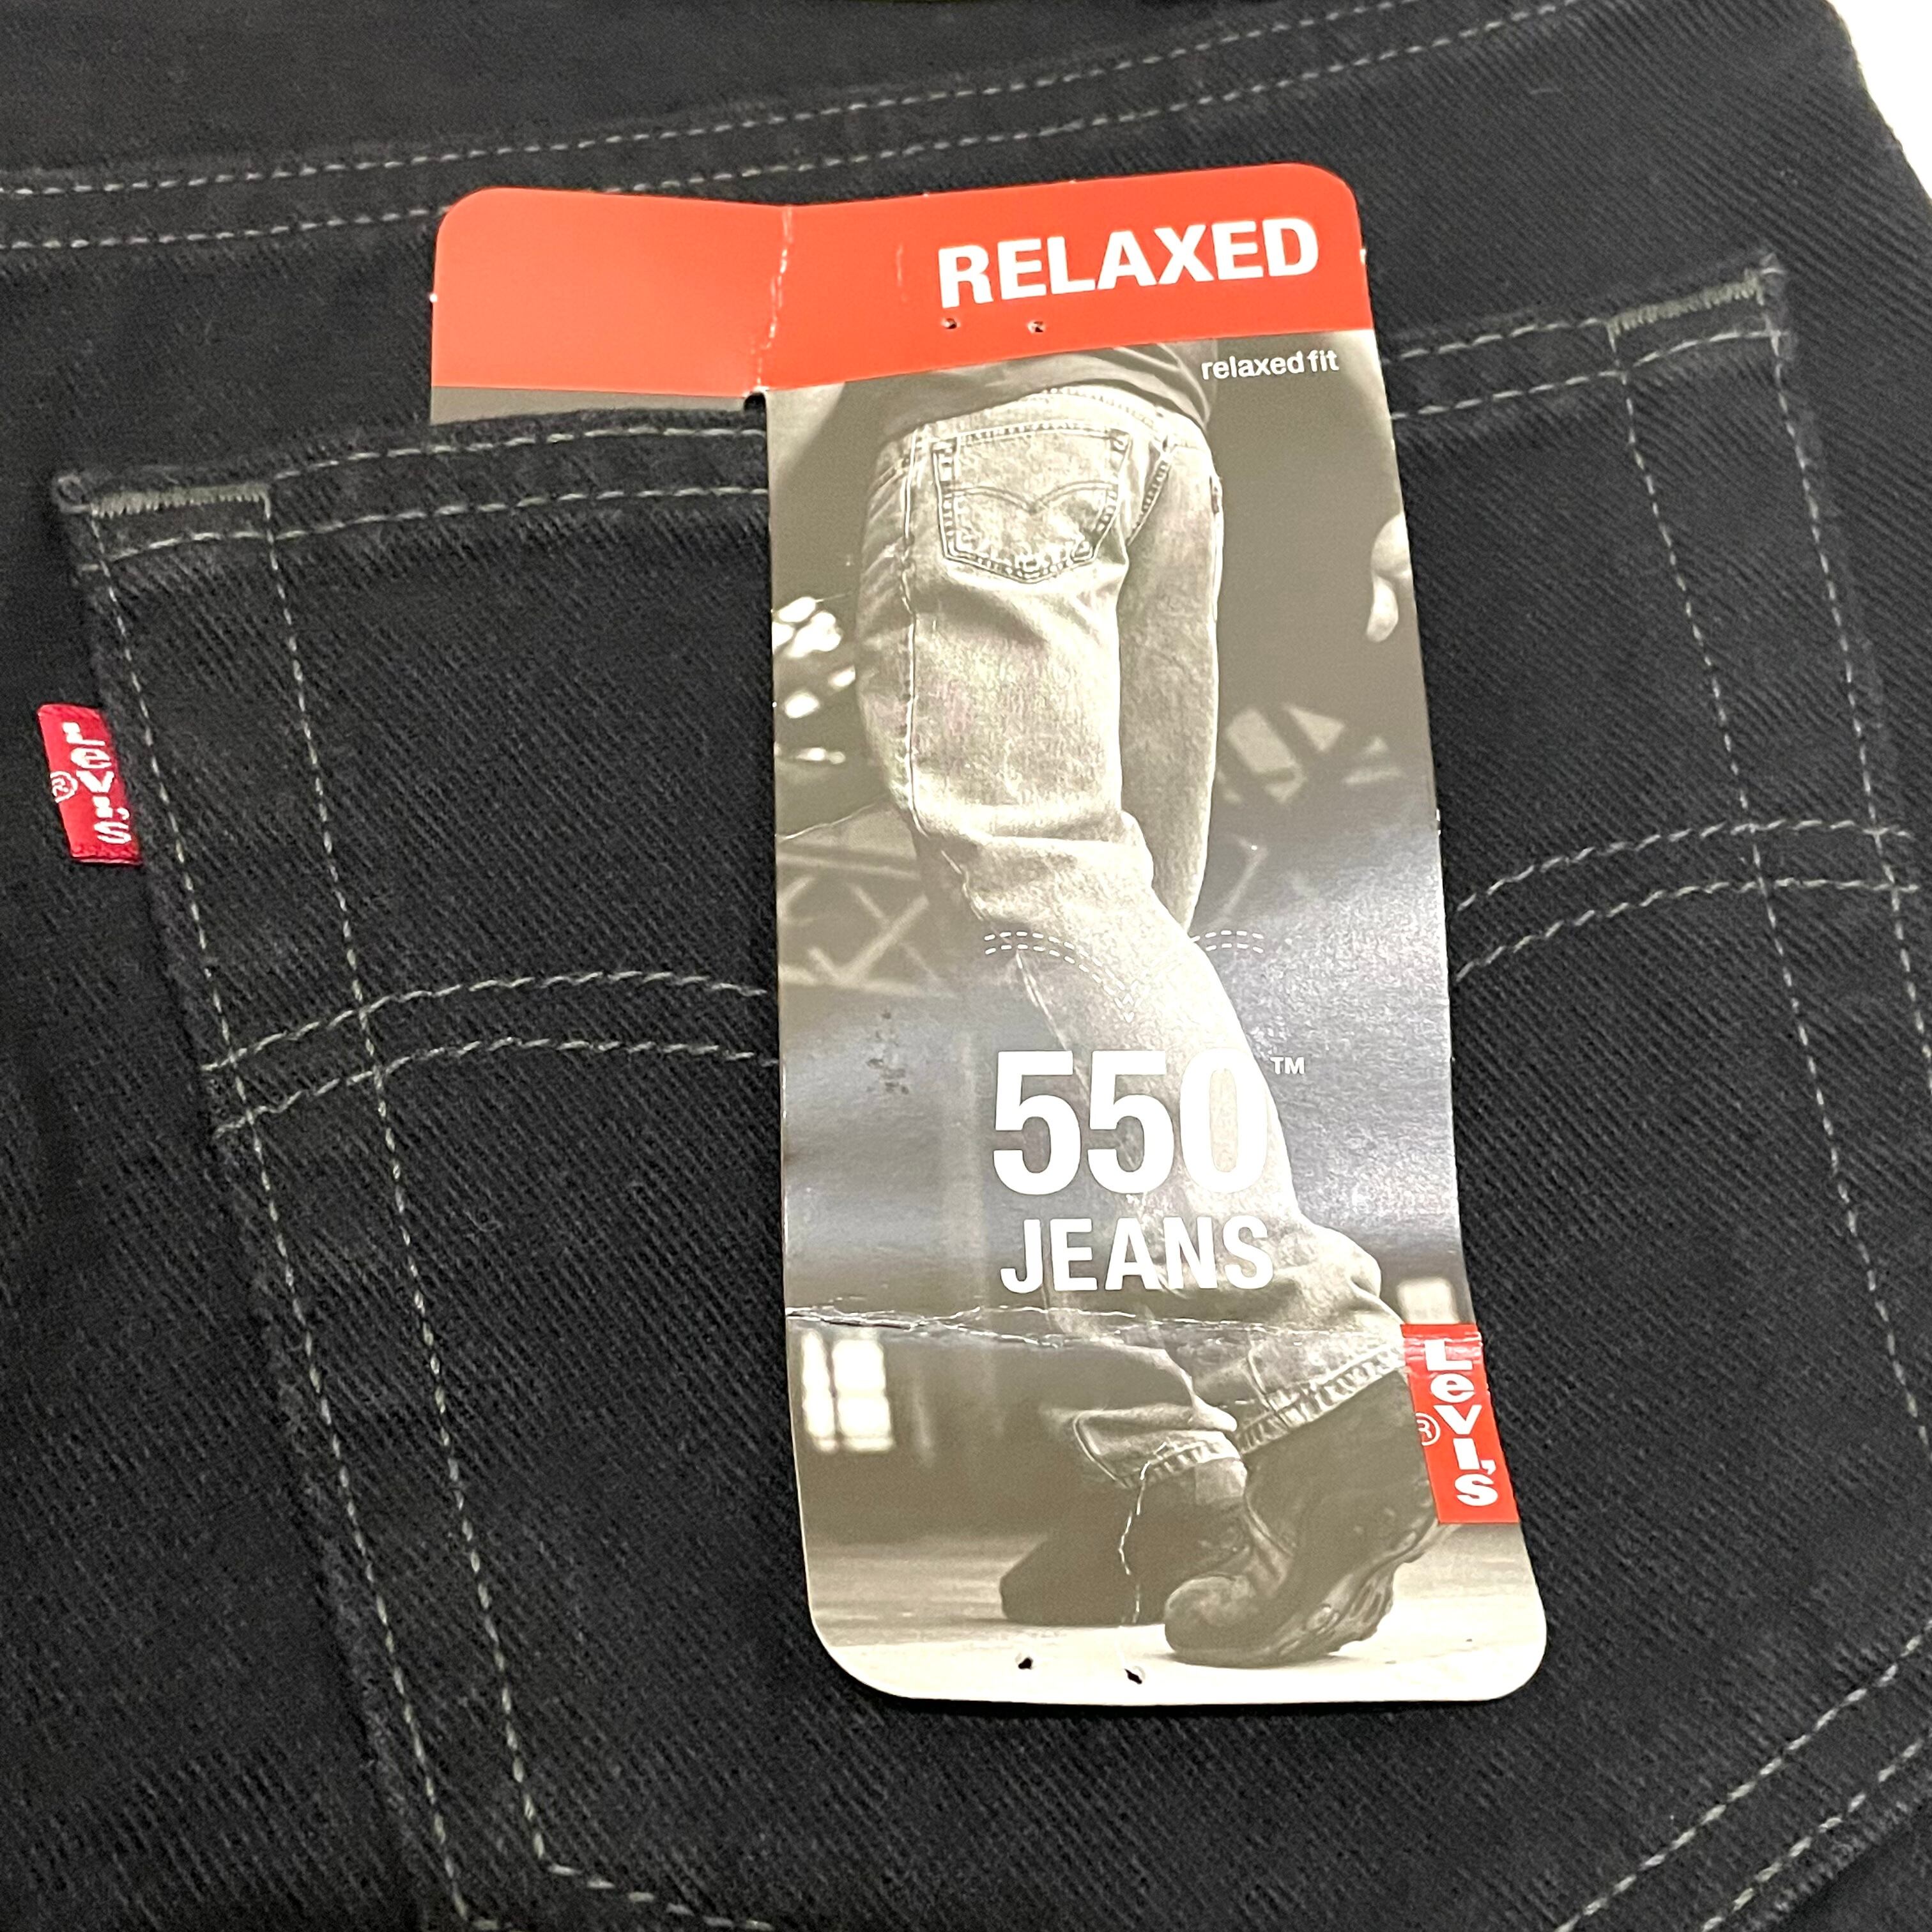 RELAXED
relaxed fit
Levi's
®
550™
JEANS
Levi's
®